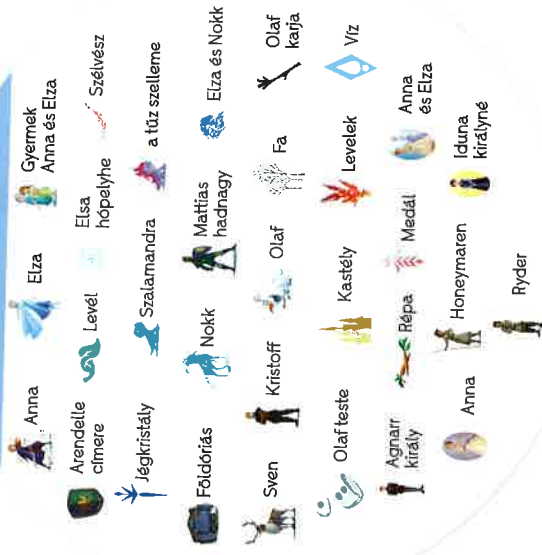 Anna
Elza
Gyermek
Anna és Elza
Arendelle
címere
Levél
Elsa
hópelyhe
Szélvész
Jégkristály
Szalamandra
a tűz szelleme
Földóriás
Nokk
Mattias
hadnagy
Elza és Nokk
Sven
Kristoff
Olaf
Fa
Olaf
karja
Olaf teste
Kastély
Levelek
Víz
Agnarr
király
Répa
Medál
Anna
és Elza
Anna
Honeymaren
Iduna
királyné
Ryder